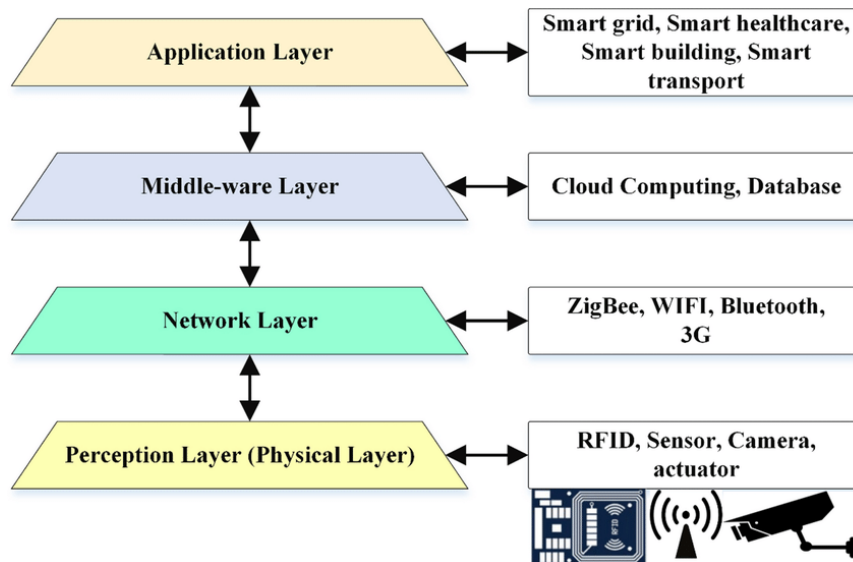 Application Layer
Smart grid, Smart healthcare,
Smart building, Smart
transport
Middle-ware Layer
Cloud Computing, Database
Network Layer
ZigBee, WIFI, Bluetooth,
3G
Perception Layer (Physical Layer)
RFID, Sensor, Camera,
actuator
RFID